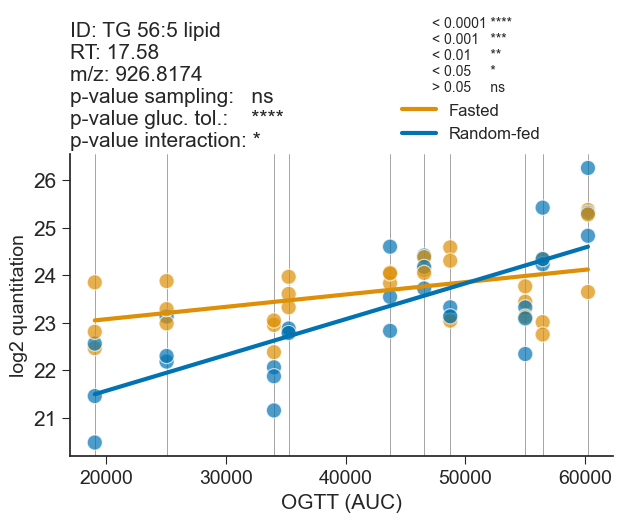 ID: TG 56:5 lipid
RT: 17.58
m/z: 926.8174
p-value sampling: ns
p-value gluc. tol.: ****
p-value interaction: *
< 0.0001 ****
< 0.001 ***
< 0.01 **
< 0.05 *
> 0.05 ns
Fasted
Random-fed
26
25
24
23
22
21
log2 quantitation
20000
30000
40000
50000
60000
OGTT (AUC)